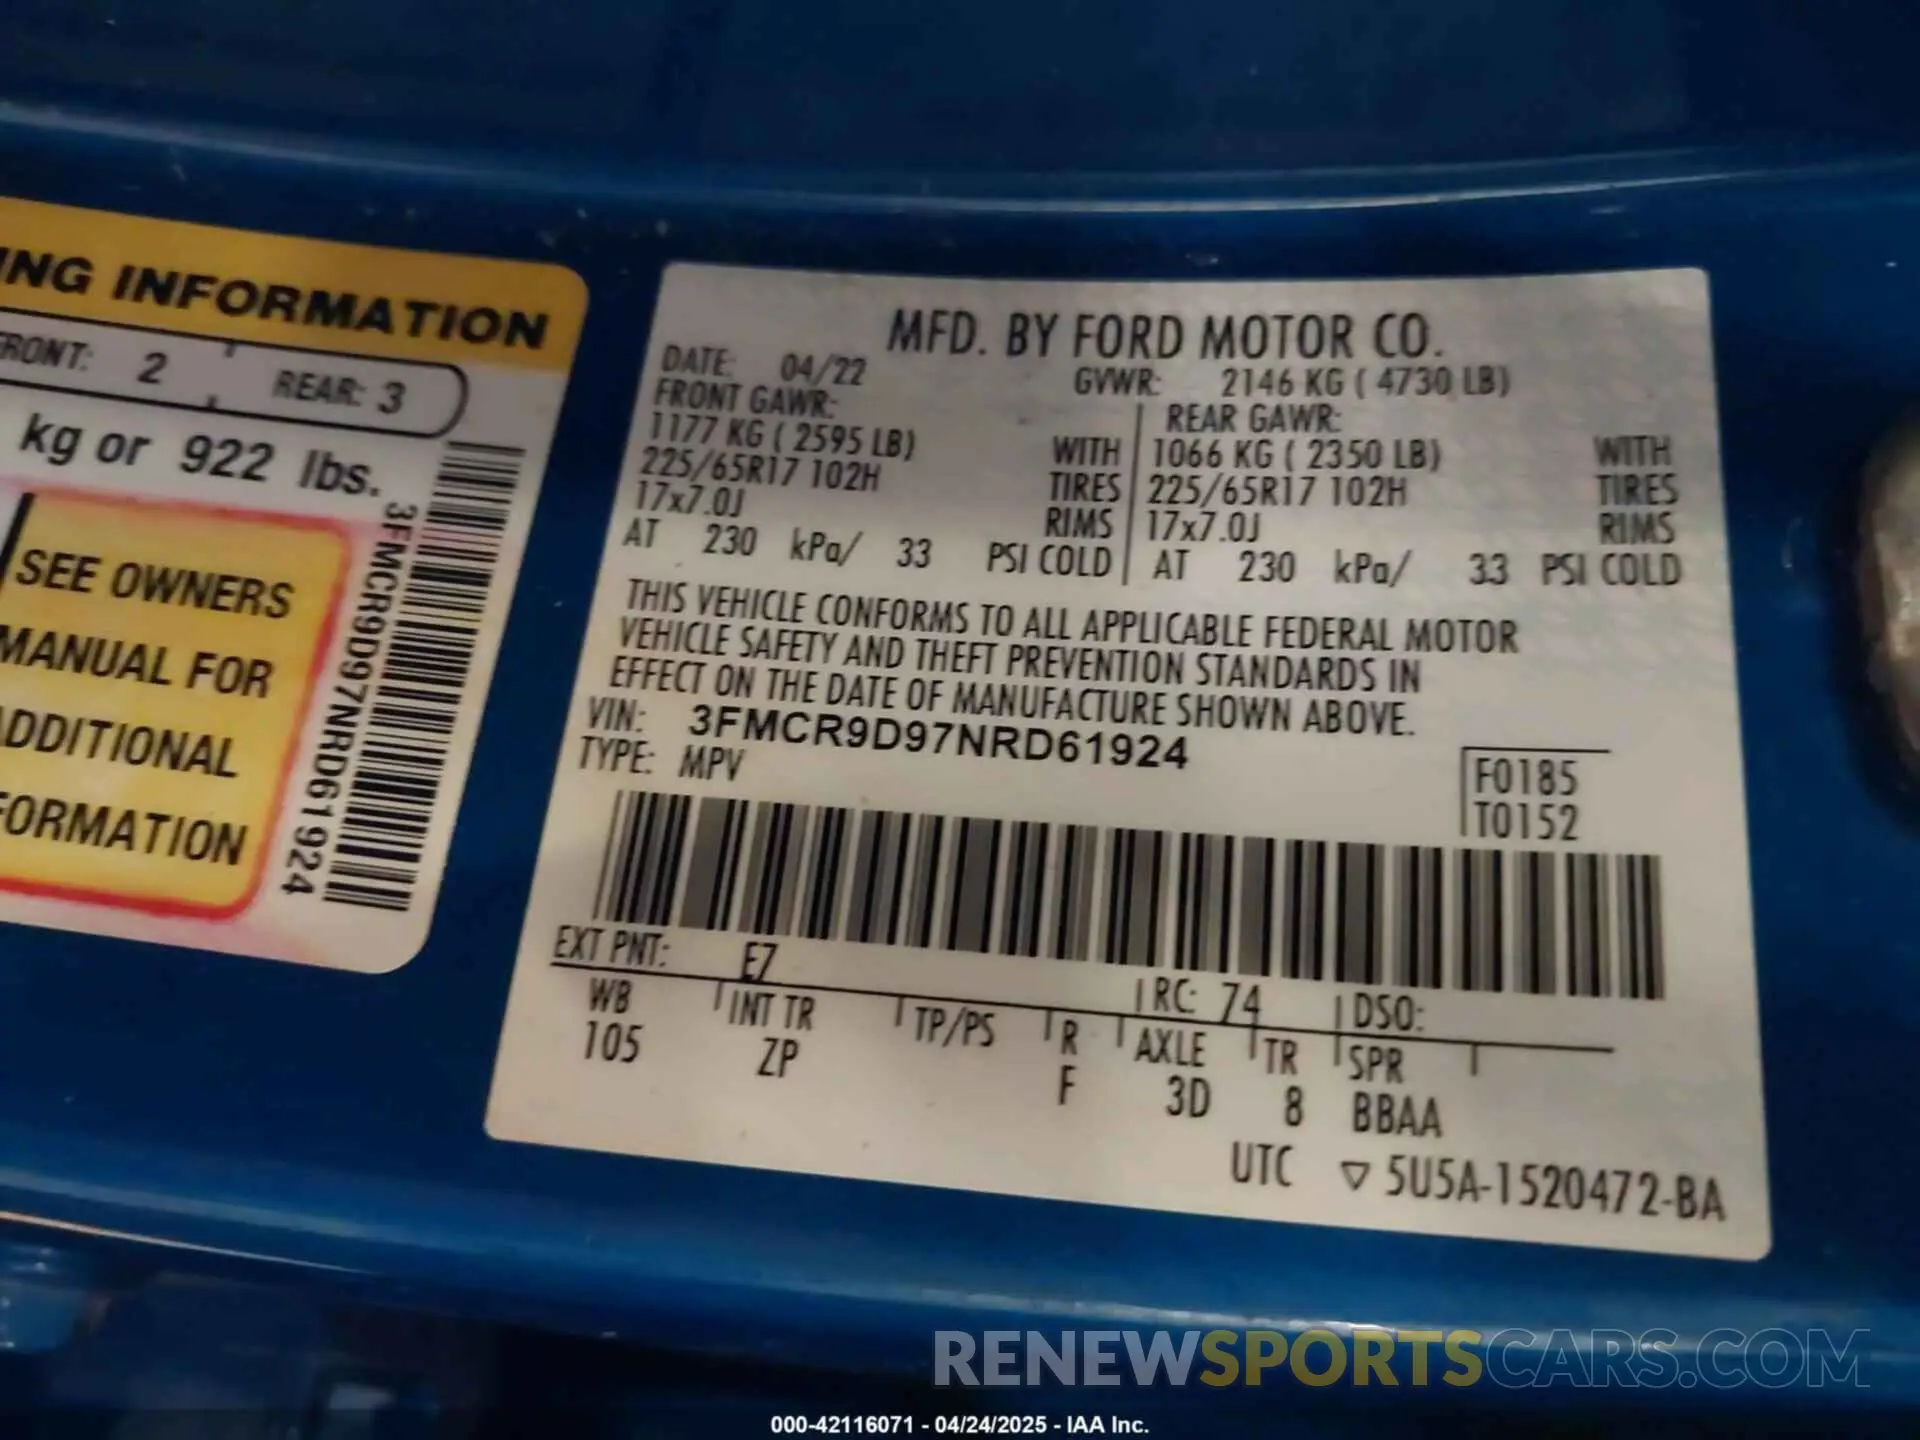 ING INFORMATION
FRONT: 2 REAR: 3
kg or 922 lbs.
SEE OWNERS
MANUAL FOR
ADDITIONAL
FORMATION
3FMCR9D97NRD61924
MFD. BY FORD MOTOR CO.
DATE: 04/22 GVWR: 2146 KG ( 4730 LB)
FRONT GAWR: REAR GAWR:
1177 KG ( 2595 LB) WITH 1066 KG ( 2350 LB) WITH
225/65R17 102H TIRES 225/65R17 102H TIRES
17x7.0J RIMS 17x7.0J RIMS
AT 230 kPa/ 33 PSI COLD AT 230 kPa/ 33 PSI COLD
THIS VEHICLE CONFORMS TO ALL APPLICABLE FEDERAL MOTOR
VEHICLE SAFETY AND THEFT PREVENTION STANDARDS IN
EFFECT ON THE DATE OF MANUFACTURE SHOWN ABOVE.
VIN: 3FMCR9D97NRD61924
TYPE: MPV
F0185
T0152
EXT PNT: EZ RC: 74 DSO:
WB INT TR TP/PS R AXLE TR SPR
105 ZP F 3D 8 BBAA
UTC ▽ 5U5A-1520472-BA
RENEWSPORTSCARS.COM
000-42116071 - 04/24/2025 - IAA Inc.